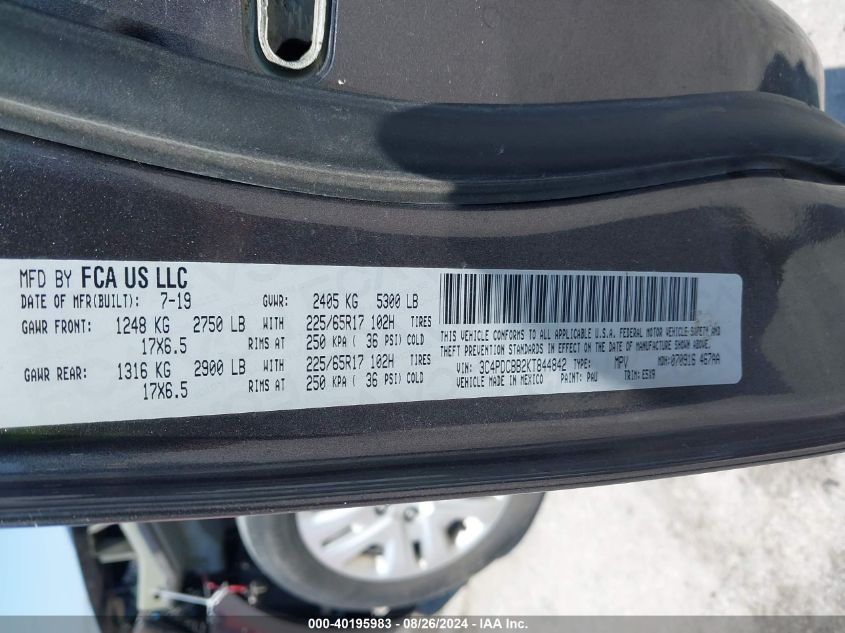 MFD BY FCA US LLC
DATE OF MFR(BUILT): 7-19 GVWR: 2405 KG 5300 LB
GAWR FRONT: 1248 KG 2750 LB WITH 225/65R17 102H TIRES
17X6.5 RIMS AT 250 KPA ( 36 PSI) COLD
GAWR REAR: 1316 KG 2900 LB WITH 225/65R17 102H TIRES
17X6.5 RIMS AT 250 KPA ( 36 PSI) COLD
THIS VEHICLE CONFORMS TO ALL APPLICABLE U.S.A. FEDERAL MOTOR VEHICLE SAFETY AND
THEFT PREVENTION STANDARDS IN EFFECT ON THE DATE OF MANUFACTURE SHOWN ABOVE.
VIN: 3C4PDCBB2KT844842 MPV MDH:070916 467AA
VEHICLE MADE IN MEXICO PAINT: PAU TRIM:E5X9
000-40195983 - 08/26/2024 - IAAI Inc.